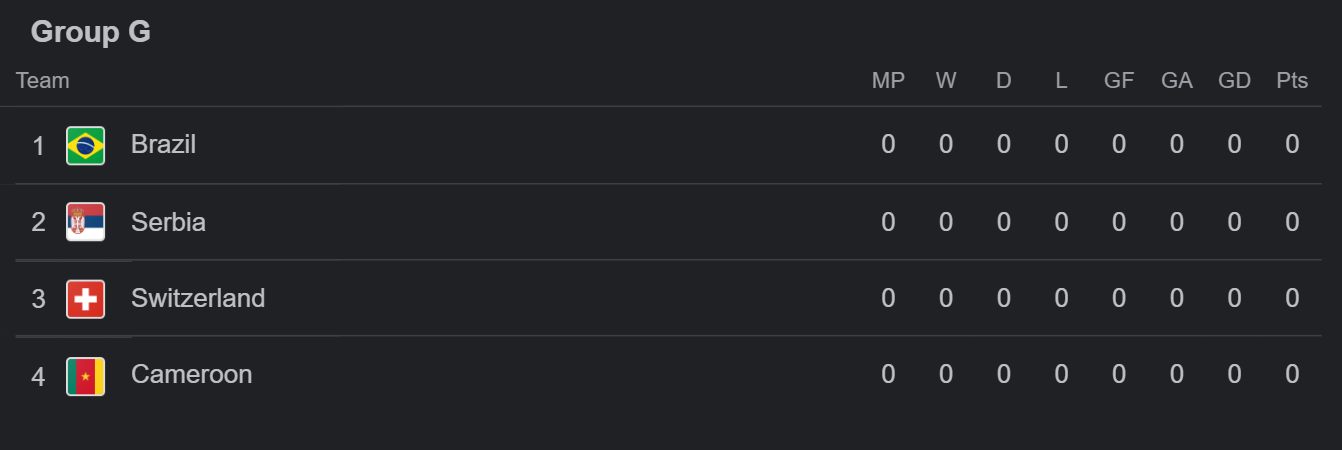 Group G
Team MP W D L GF GA GD Pts
1 Brazil 0 0 0 0 0 0 0 0
2 Serbia 0 0 0 0 0 0 0 0
3 Switzerland 0 0 0 0 0 0 0 0
4 Cameroon 0 0 0 0 0 0 0 0